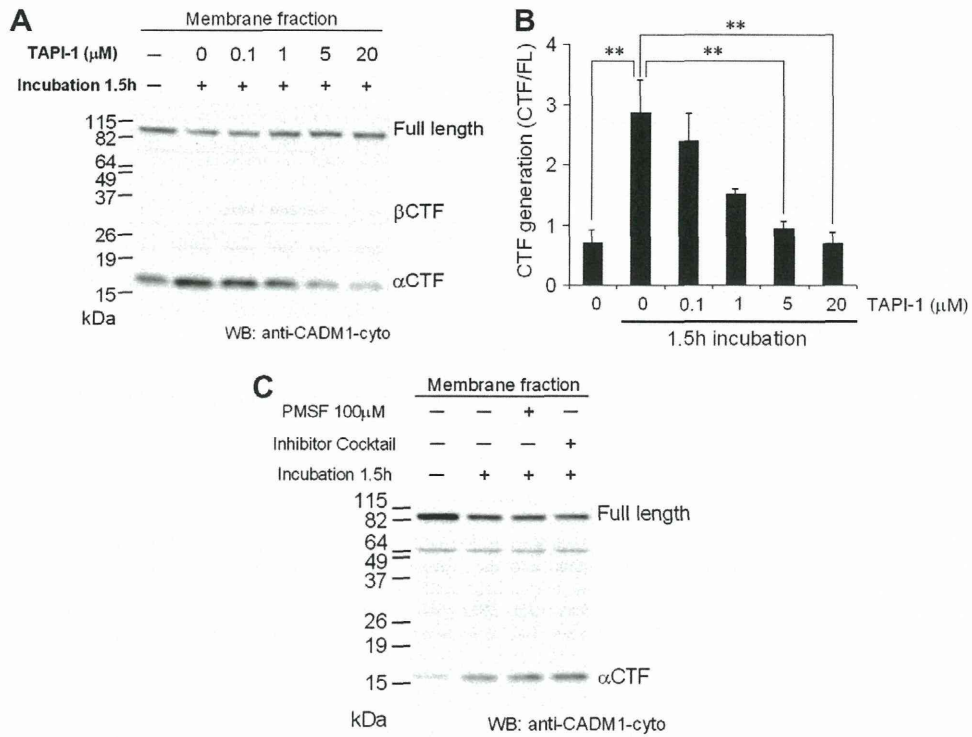 A
Membrane fraction
TAPI-1 (μM) – 0 0.1 1 5 20
Incubation 1.5h – + + + + +
115
82
64
49
37
26
19
15
kDa
Full length
βCTF
αCTF
WB: anti-CADM1-cyto
B
CTF generation (CTF/FL)
4
3
2
1
0
**
**
**
0 0 0.1 1 5 20 TAPI-1 (μM)
1.5h incubation
C
Membrane fraction
PMSF 100μM – – + –
Inhibitor Cocktail – – – +
Incubation 1.5h – + + +
115
82
64
49
37
26
19
15
kDa
Full length
αCTF
WB: anti-CADM1-cyto